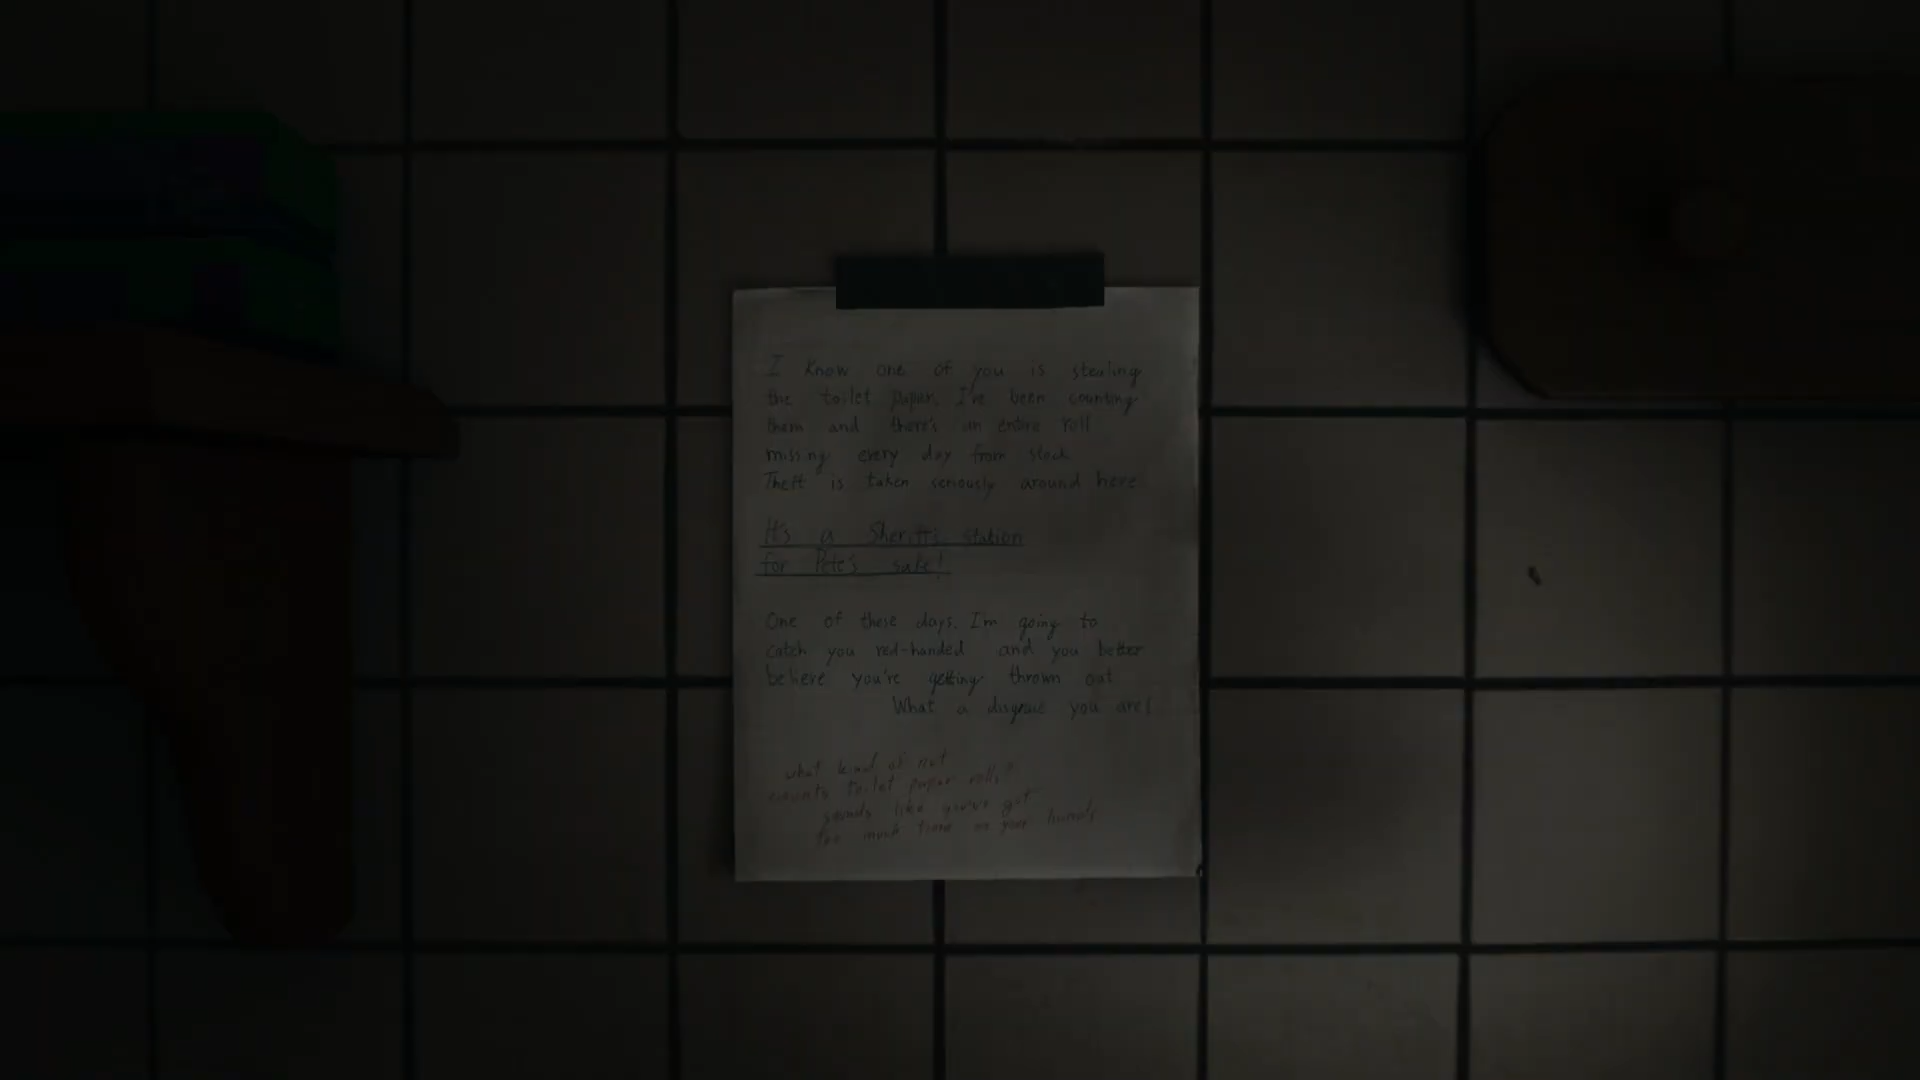 I know one of you is stealing
the toilet paper. I've been counting
them and there's an entire roll
missing every day from stock
Theft is taken seriously around here
It's a Sheriff's station
for Pete's sake!
One of these days, I'm going to
catch you red-handed and you better
believe you're getting thrown out
What a disgrace you are!
what kind of nut
counts toilet paper rolls?
sounds like you've got
too much time on your hands